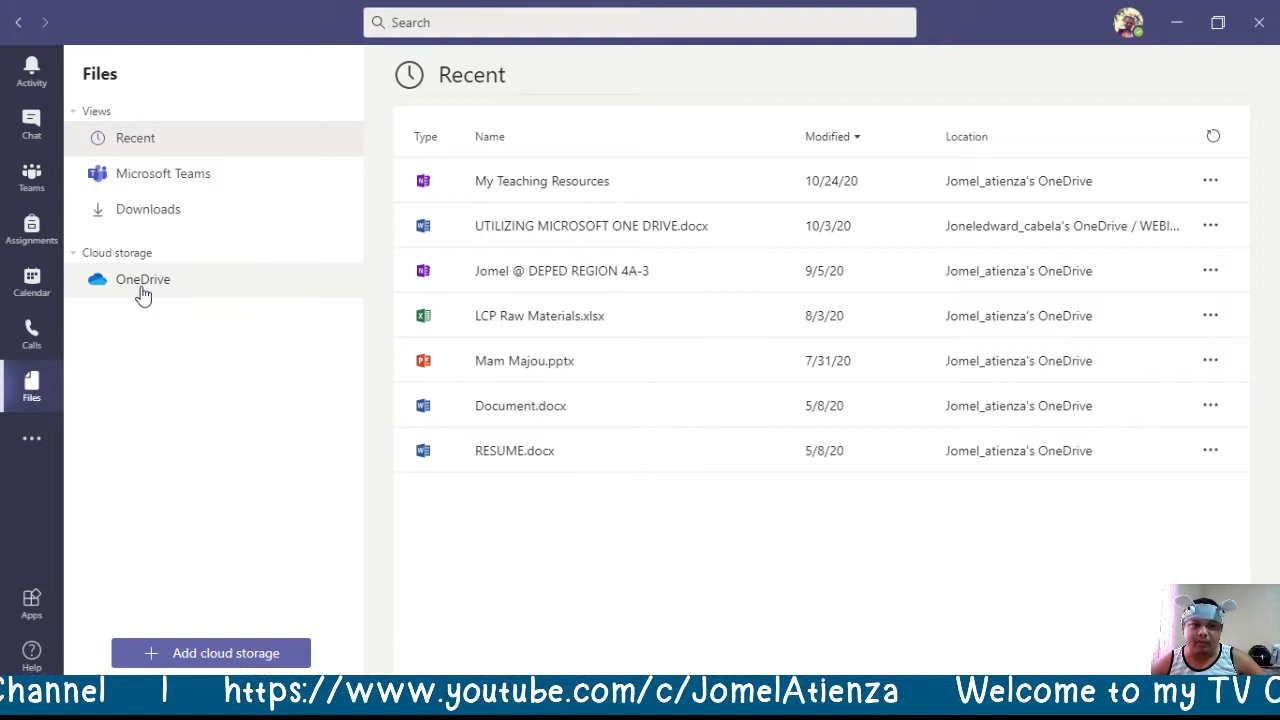 Search
Activity
Chat
Teams
Assignments
Calendar
Calls
Files
Apps
Help
Files
Views
Recent
Microsoft Teams
Downloads
Cloud storage
OneDrive
Add cloud storage
Recent
Type Name Modified Location
My Teaching Resources 10/24/20 Jomel_atienza's OneDrive
UTILIZING MICROSOFT ONE DRIVE.docx 10/3/20 Joneledward_cabela's OneDrive / WEBI...
Jomel @ DEPED REGION 4A-3 9/5/20 Jomel_atienza's OneDrive
LCP Raw Materials.xlsx 8/3/20 Jomel_atienza's OneDrive
Mam Majou.pptx 7/31/20 Jomel_atienza's OneDrive
Document.docx 5/8/20 Jomel_atienza's OneDrive
RESUME.docx 5/8/20 Jomel_atienza's OneDrive
Channel | https://www.youtube.com/c/JomelAtienza Welcome to my TV C